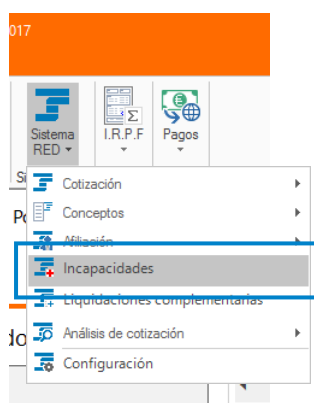 017
Sistema
RED
I.R.P.F
Pagos
Cotización
Conceptos
Afiliación
Incapacidades
Liquidaciones complementarias
Análisis de cotización
Configuración